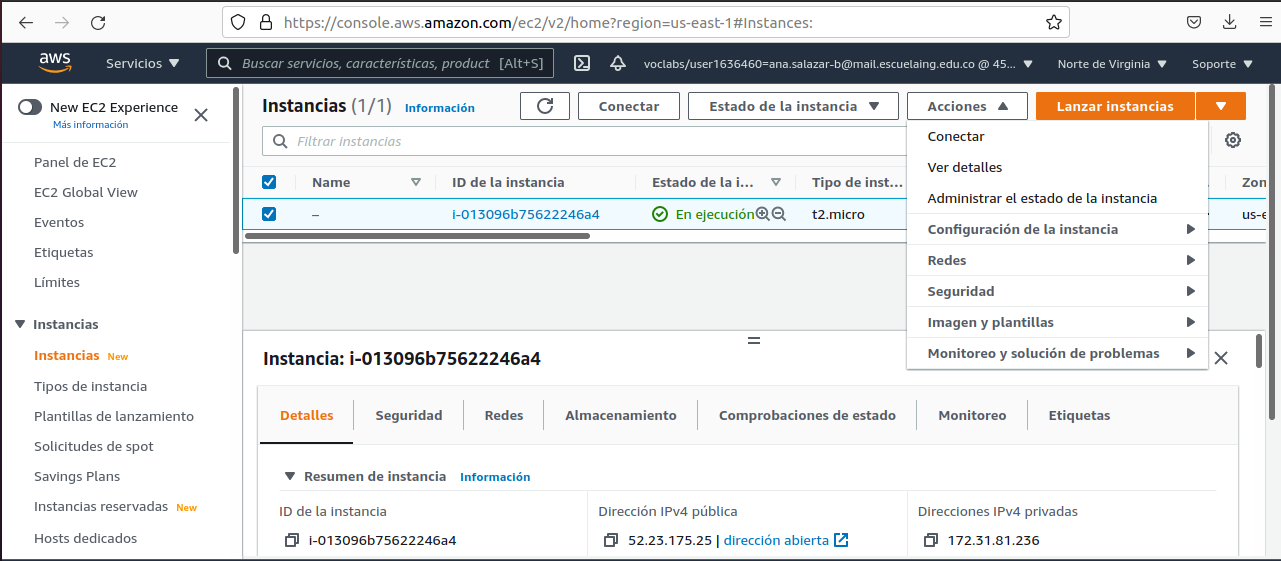 https://console.aws.amazon.com/ec2/v2/home?region=us-east-1#Instances:
aws
Servicios
Buscar servicios, características, product
[Alt+S]
voclabs/user1636460=ana.salazar-b@mail.escuelaing.edu.co @ 45...
Norte de Virginia
Soporte
New EC2 Experience
Más información
Panel de EC2
EC2 Global View
Eventos
Etiquetas
Límites
Instancias
Instancias New
Tipos de instancia
Plantillas de lanzamiento
Solicitudes de spot
Savings Plans
Instancias reservadas New
Hosts dedicados
Instancias (1/1) Información
Conectar
Estado de la instancia
Acciones
Lanzar instancias
Filtrar instancias
Conectar
Ver detalles
Administrar el estado de la instancia
Configuración de la instancia
Redes
Seguridad
Imagen y plantillas
Monitoreo y solución de problemas
Name
ID de la instancia
Estado de la i...
Tipo de inst...
Zon
–
i-013096b75622246a4
En ejecución
t2.micro
us-e
Instancia: i-013096b75622246a4
Detalles
Seguridad
Redes
Almacenamiento
Comprobaciones de estado
Monitoreo
Etiquetas
Resumen de instancia Información
ID de la instancia
i-013096b75622246a4
Dirección IPv4 pública
52.23.175.25 | dirección abierta
Direcciones IPv4 privadas
172.31.81.236